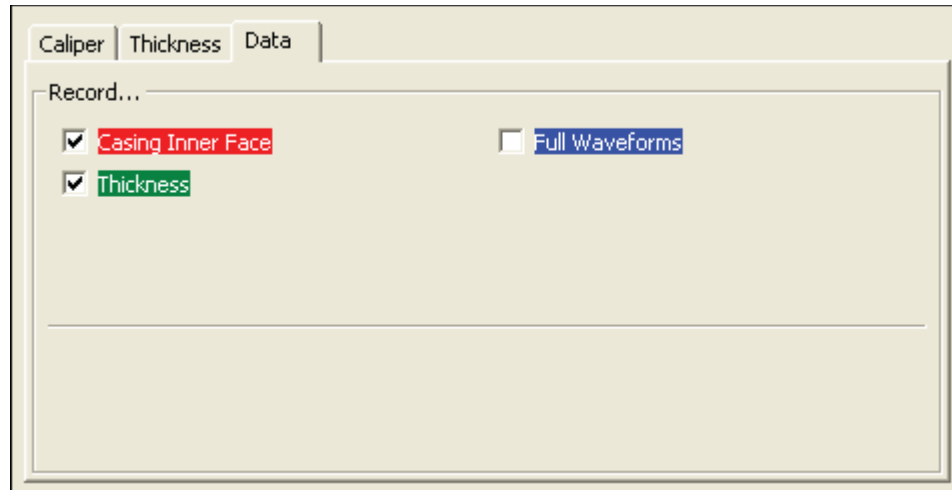 Caliper Thickness Data
Record...
Casing Inner Face Full Waveforms
Thickness